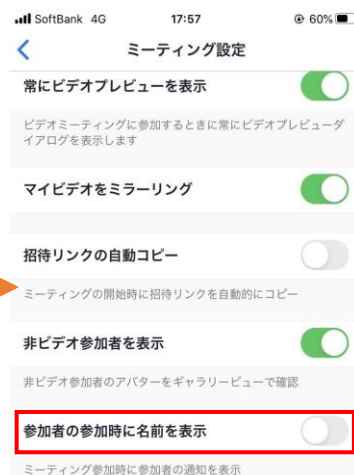 SoftBank 4G 17:57 60%
ミーティング設定
常にビデオプレビューを表示
ビデオミーティングに参加するときに常にビデオプレビューダ
イアログを表示します
マイビデオをミラーリング
招待リンクの自動コピー
ミーティングの開始時に招待リンクを自動的にコピー
非ビデオ参加者を表示
非ビデオ参加者のアバターをギャラリービューで確認
参加者の参加時に名前を表示
ミーティング参加時に参加者の通知を表示